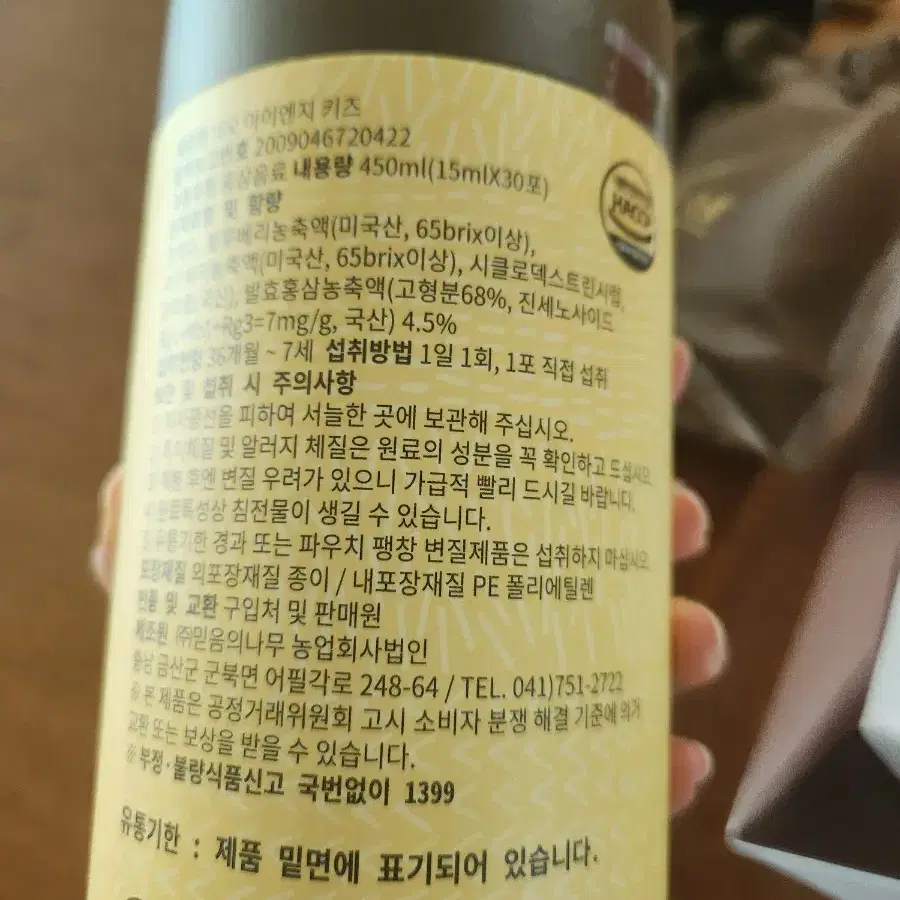 아이엔지 키즈
2009046720422
내용량 450ml(15mlX30포)
및 함량
베리농축액(미국산, 65brix이상),
농축액(미국산, 65brix이상), 시클로덱스트린시럽,
발효홍삼농축액(고형분68%, 진세노사이드
Rg3=7mg/g, 국산) 4.5%
36개월 ~ 7세 섭취방법 1일 1회, 1포 직접 섭취
및 섭취 시 주의사항
피하여 서늘한 곳에 보관해 주십시오.
및 알러지 체질은 원료의 성분을 꼭 확인하고 드십시오.
후엔 변질 우려가 있으니 가급적 빨리 드시길 바랍니다.
침전물이 생길 수 있습니다.
경과 또는 파우치 팽창 변질제품은 섭취하지 마십시오.
포장재질 외포장재질 종이 / 내포장재질 PE 폴리에틸렌
반품 및 교환 구입처 및 판매원
제조원 ㈜믿음의나무 농업회사법인
충남 금산군 군북면 어필각로 248-64 / TEL. 041)751-2722
※ 본 제품은 공정거래위원회 고시 소비자 분쟁 해결 기준에 의거
교환 또는 보상을 받을 수 있습니다.
※ 부정·불량식품신고 국번없이 1399
유통기한 : 제품 밑면에 표기되어 있습니다.
HACCP